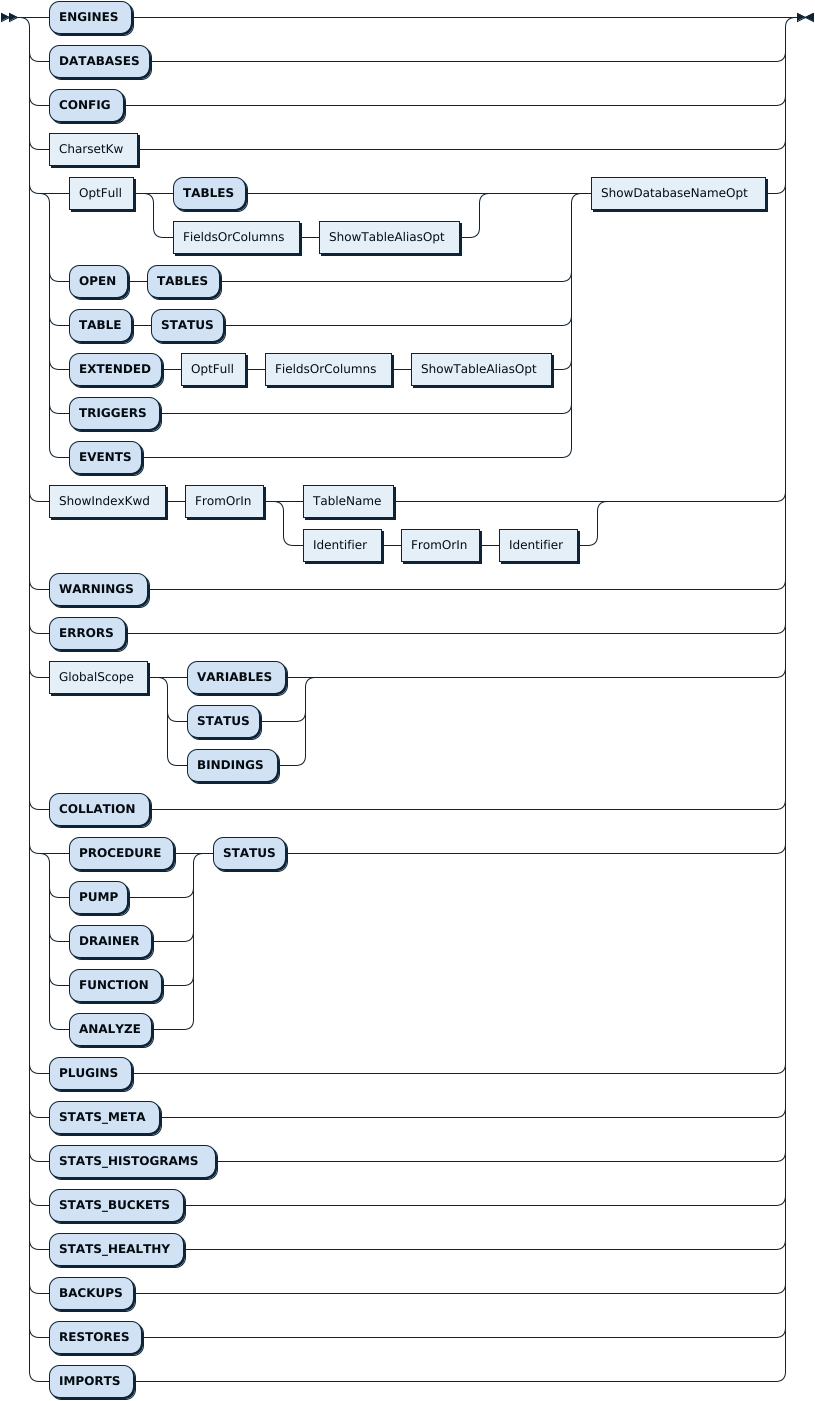 ENGINES
DATABASES
CONFIG
CharsetKw
OptFull TABLES ShowDatabaseNameOpt
FieldsOrColumns ShowTableAliasOpt
OPEN TABLES
TABLE STATUS
EXTENDED OptFull FieldsOrColumns ShowTableAliasOpt
TRIGGERS
EVENTS
ShowIndexKwd FromOrIn TableName
Identifier FromOrIn Identifier
WARNINGS
ERRORS
GlobalScope VARIABLES
STATUS
BINDINGS
COLLATION
PROCEDURE STATUS
PUMP
DRAINER
FUNCTION
ANALYZE
PLUGINS
STATS_META
STATS_HISTOGRAMS
STATS_BUCKETS
STATS_HEALTHY
BACKUPS
RESTORES
IMPORTS